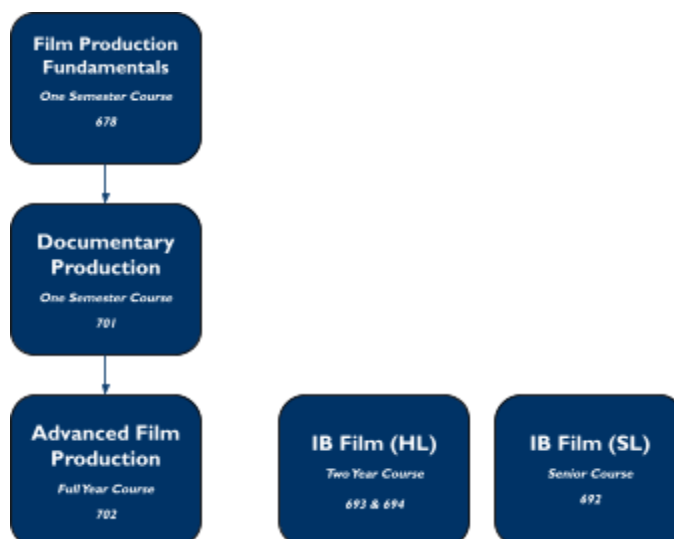 Film Production
Fundamentals
One Semester Course
678
Documentary
Production
One Semester Course
701
Advanced Film
Production
Full Year Course
702
IB Film (HL)
Two Year Course
693 & 694
IB Film (SL)
Senior Course
692